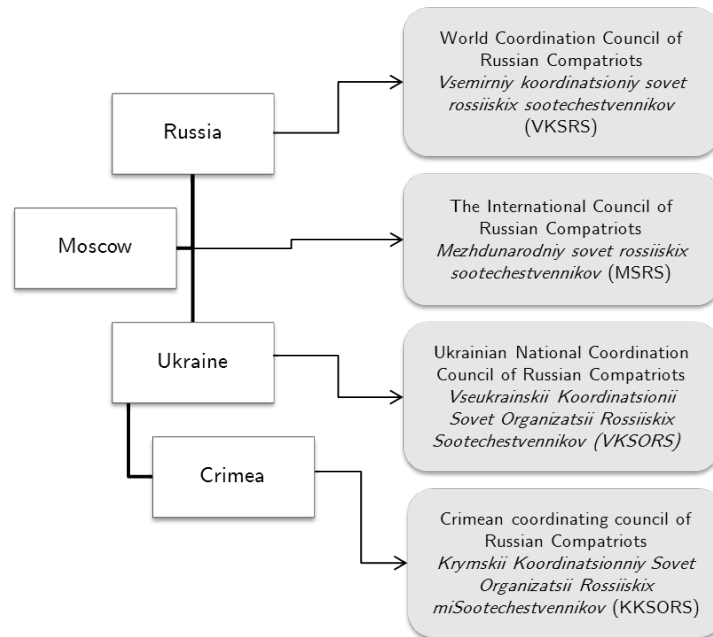 World Coordination Council of
Russian Compatriots
Vsemirniy koordinatsioniy sovet
rossiiskix sootechestvennikov
(VKSRS)
Russia
The International Council of
Russian Compatriots
Mezhdunarodniy sovet rossiiskix
sootechestvennikov (MSRS)
Moscow
Ukrainian National Coordination
Council of Russian Compatriots
Vseukrainskii Koordinatsionii
Sovet Organizatsii Rossiiskix
Sootechestvennikov (VKSORS)
Ukraine
Crimea
Crimean coordinating council of
Russian Compatriots
Krymskii Koordinatsionniy Sovet
Organizatsii Rossiiskix
miSootechestvennikov (KKSORS)